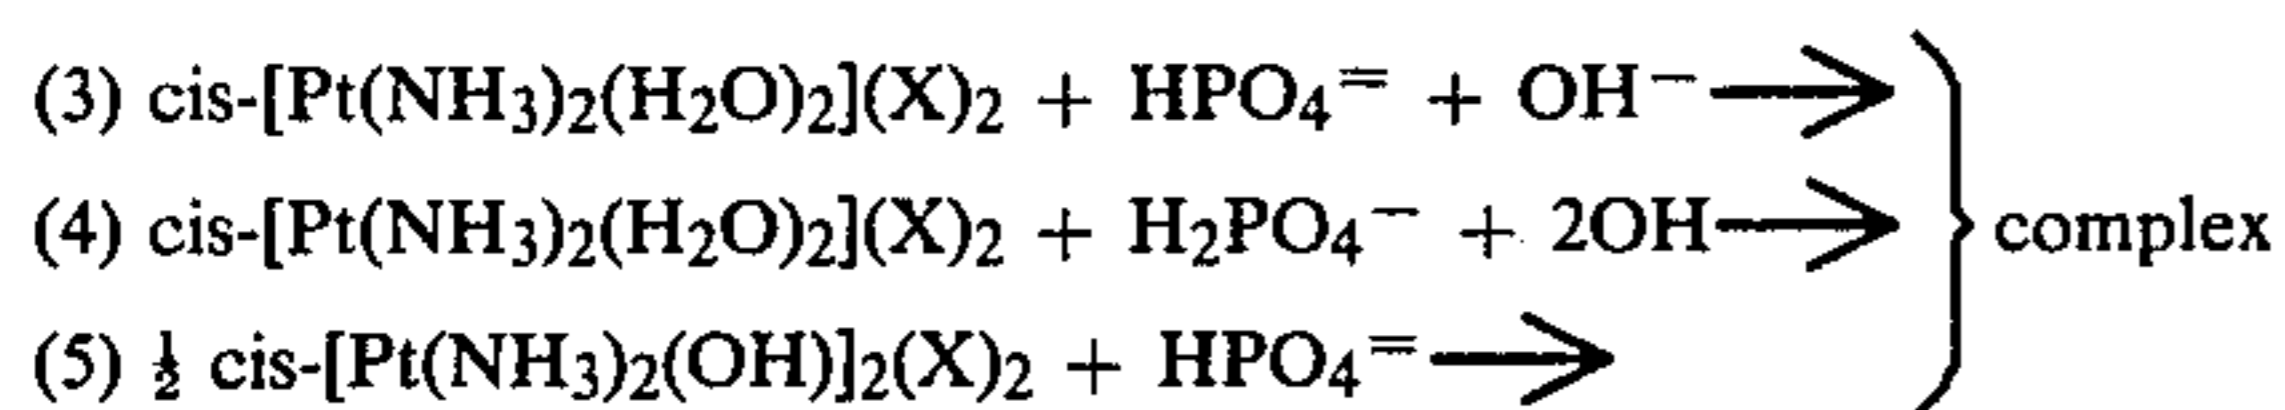 (3) cis-[Pt(NH₃)₂(H₂O)₂](X)₂ + HPO₄⁼ + OH⁻ ⟶
(4) cis-[Pt(NH₃)₂(H₂O)₂](X)₂ + H₂PO₄⁻ + 2OH ⟶ } complex
(5) ½ cis-[Pt(NH₃)₂(OH)]₂(X)₂ + HPO₄⁼ ⟶